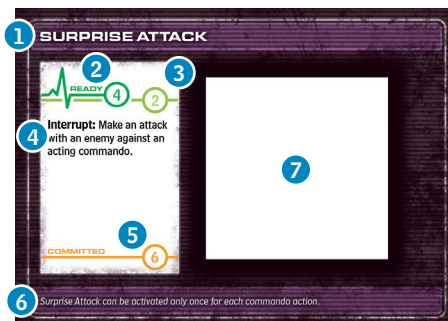 1 SURPRISE ATTACK
2 3
READY 4 2
4 Interrupt: Make an attack
with an enemy against an
acting commando.
7
5
COMMITTED 6
6 Surprise Attack can be activated only once for each commando action.